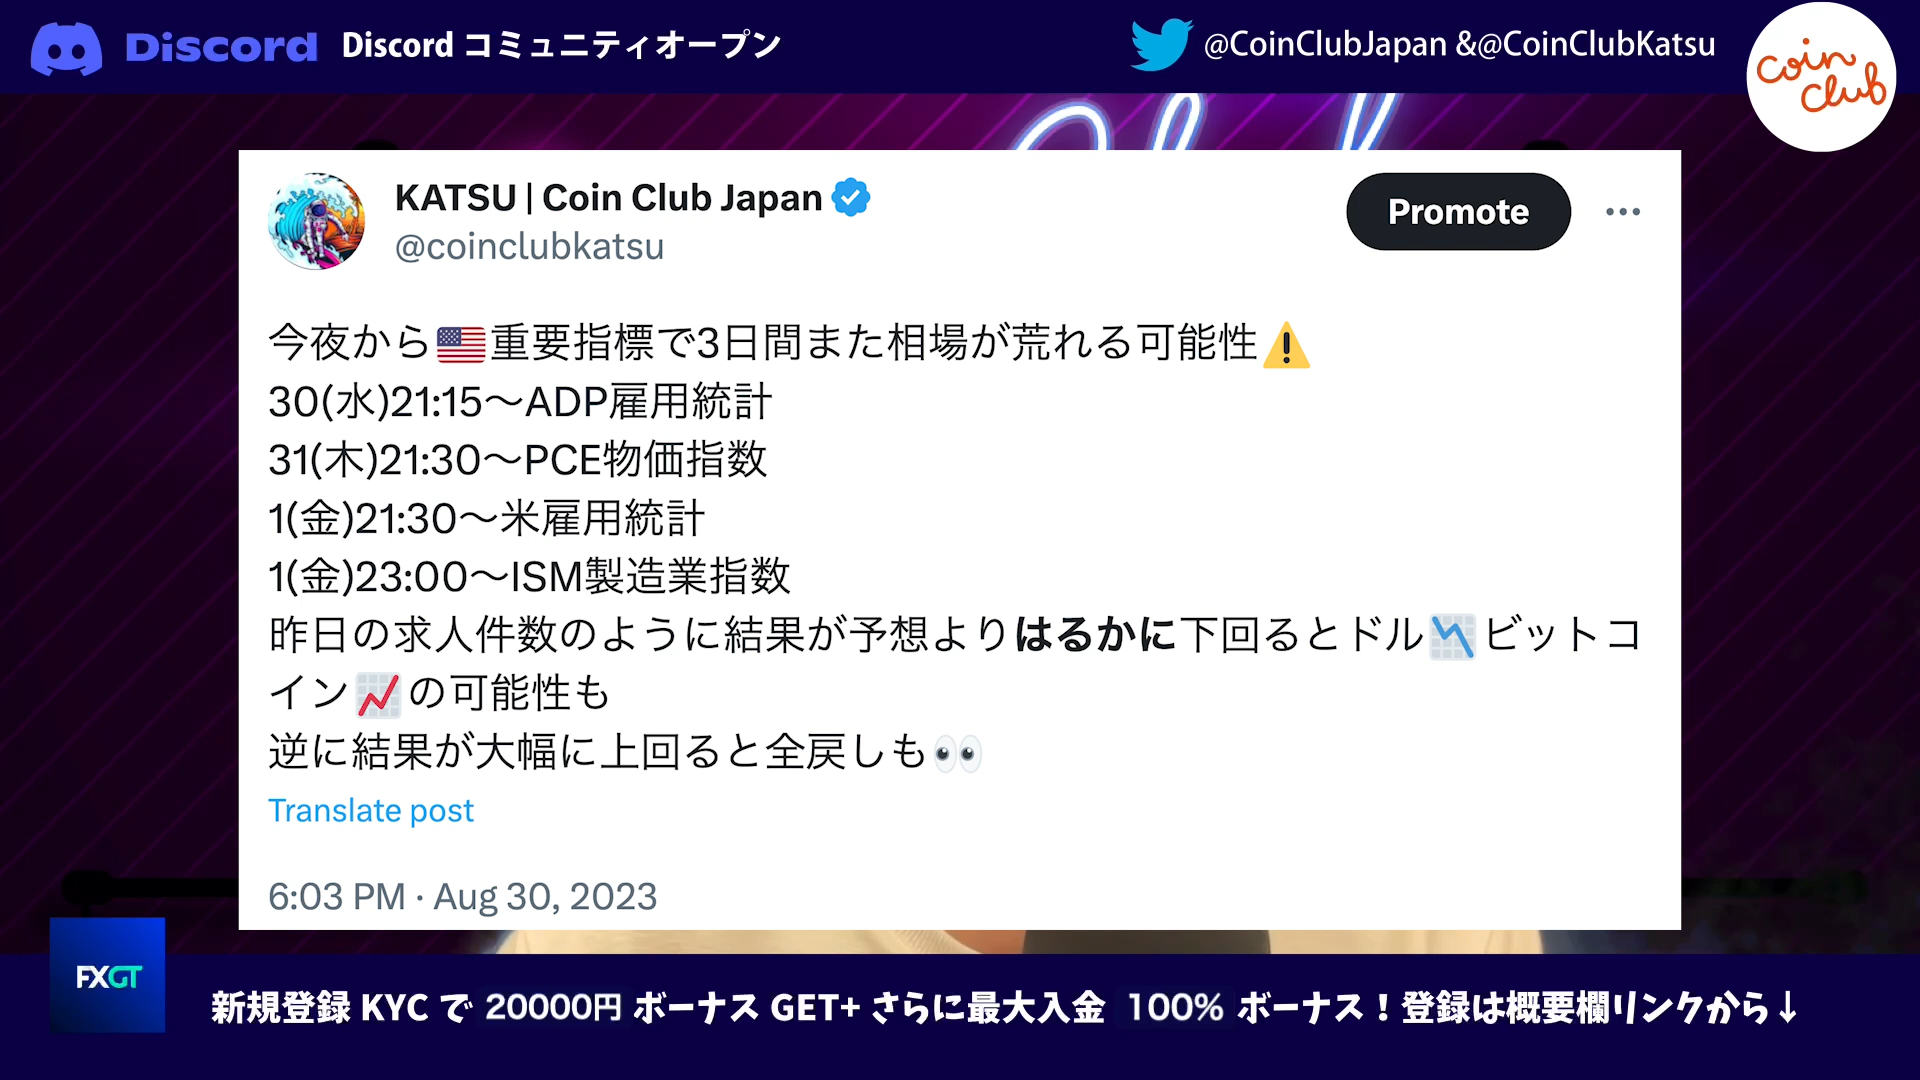 Discord Discord コミュニティオープン
@CoinClubJapan &@CoinClubKatsu
coin club
KATSU | Coin Club Japan
@coinclubkatsu
Promote
今夜から🇺🇸重要指標で3日間また相場が荒れる可能性⚠️
30(水)21:15〜ADP雇用統計
31(木)21:30〜PCE物価指数
1(金)21:30〜米雇用統計
1(金)23:00〜ISM製造業指数
昨日の求人件数のように結果が予想よりはるかに下回るとドル📉ビットコ
イン📈の可能性も
逆に結果が大幅に上回ると全戻しも👀
Translate post
6:03 PM · Aug 30, 2023
FXGT
新規登録 KYC で 20000円 ボーナス GET+ さらに最大入金 100% ボーナス！登録は概要欄リンクから↓